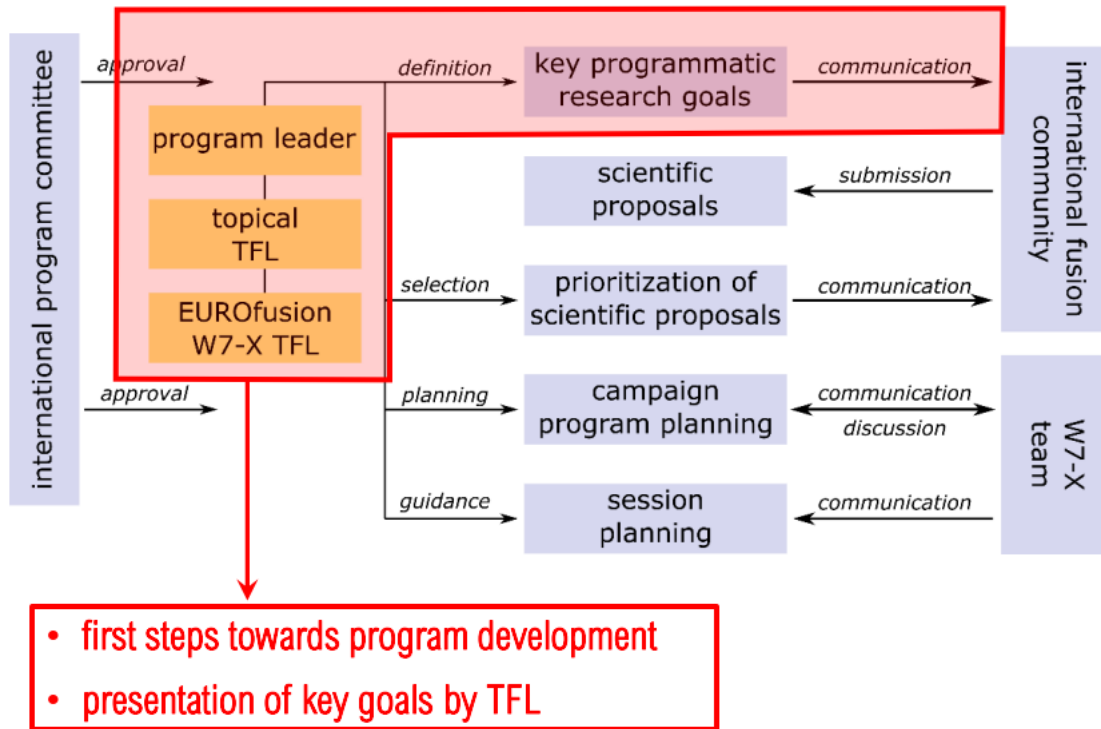 international program committee
approval
approval
program leader
topical
TFL
EUROfusion
W7-X TFL
definition
key programmatic
research goals
communication
scientific
proposals
submission
selection
prioritization of
scientific proposals
communication
planning
campaign
program planning
communication
discussion
guidance
session
planning
communication
international fusion
community
W7-X
team
• first steps towards program development
• presentation of key goals by TFL